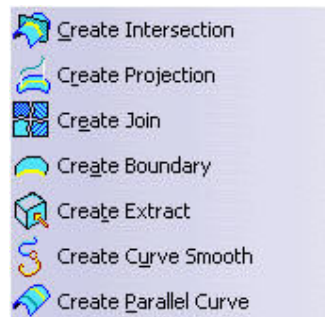 Create Intersection
Create Projection
Create Join
Create Boundary
Create Extract
Create Curve Smooth
Create Parallel Curve